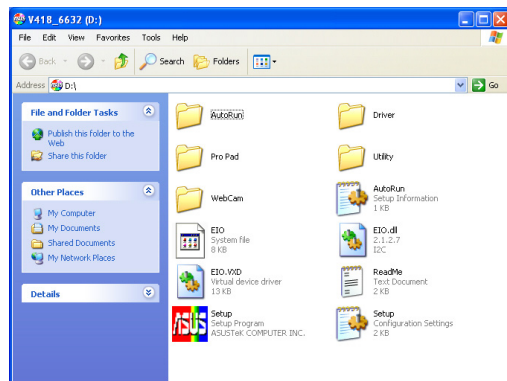 V418_6632 (D:)
File Edit View Favorites Tools Help
Back Search Folders
Address D:\ Go
File and Folder Tasks
Publish this folder to the
Web
Share this folder
Other Places
My Computer
My Documents
Shared Documents
My Network Places
Details
AutoRun
Driver
Pro Pad
Utility
WebCam
AutoRun
Setup Information
1 KB
EIO
System file
8 KB
EIO.dll
2.1.2.7
I2C
EIO.VXD
Virtual device driver
13 KB
ReadMe
Text Document
2 KB
ASUS
Setup
Setup Program
ASUSTeK COMPUTER INC.
Setup
Configuration Settings
2 KB